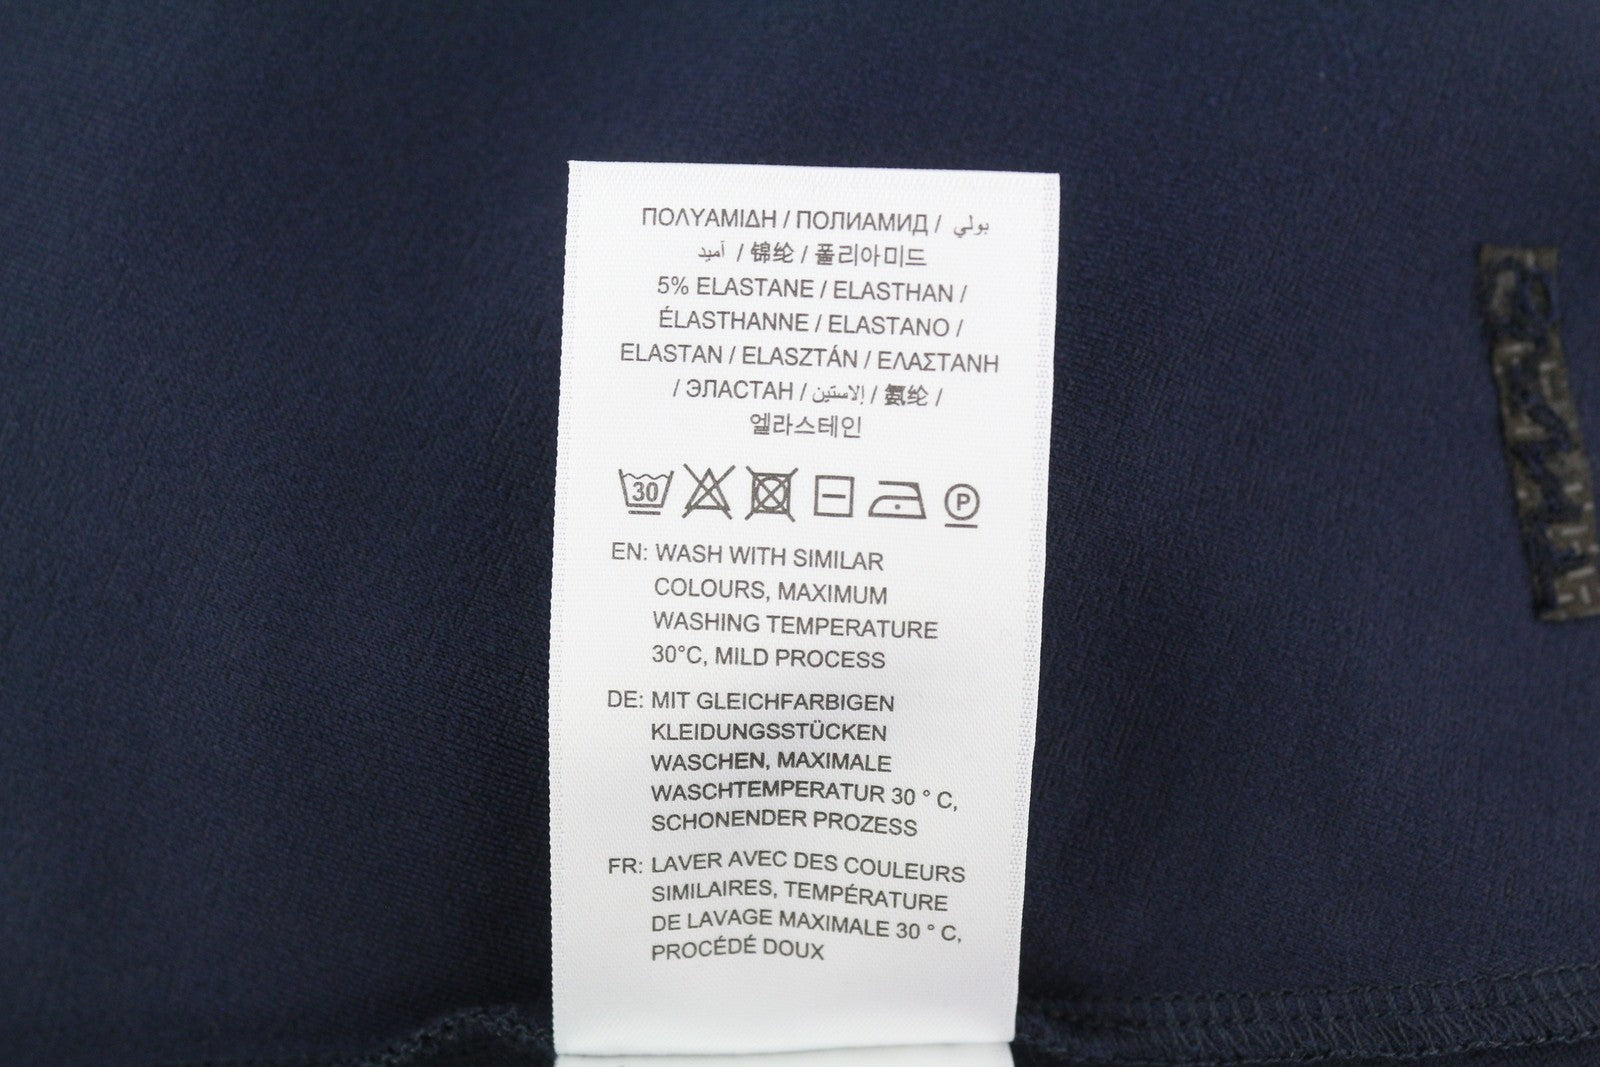 ΠΟΛΥΑΜΙΔΗ / ПОЛИАМИД / بولي
أميد / 锦纶 / 폴리아미드
5% ELASTANE / ELASTHAN /
ÉLASTHANNE / ELASTANO /
ELASTAN / ELASZTÁN / ΕΛΑΣΤΑΝΗ
/ ЭЛАСТАН / إلاستين / 氨纶 /
엘라스테인
30 P
EN: WASH WITH SIMILAR
COLOURS, MAXIMUM
WASHING TEMPERATURE
30°C, MILD PROCESS
DE: MIT GLEICHFARBIGEN
KLEIDUNGSSTÜCKEN
WASCHEN, MAXIMALE
WASCHTEMPERATUR 30 ° C,
SCHONENDER PROZESS
FR: LAVER AVEC DES COULEURS
SIMILAIRES, TEMPÉRATURE
DE LAVAGE MAXIMALE 30 ° C,
PROCÉDÉ DOUX